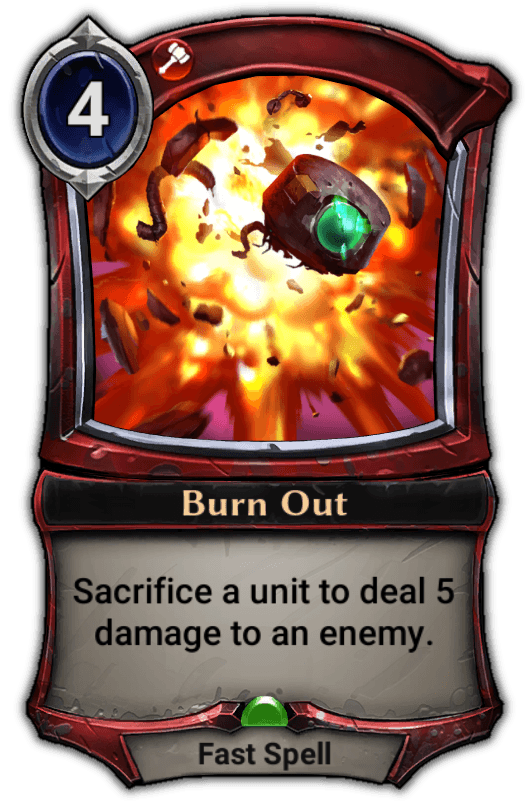 4
Burn Out
Sacrifice a unit to deal 5
damage to an enemy.
Fast Spell